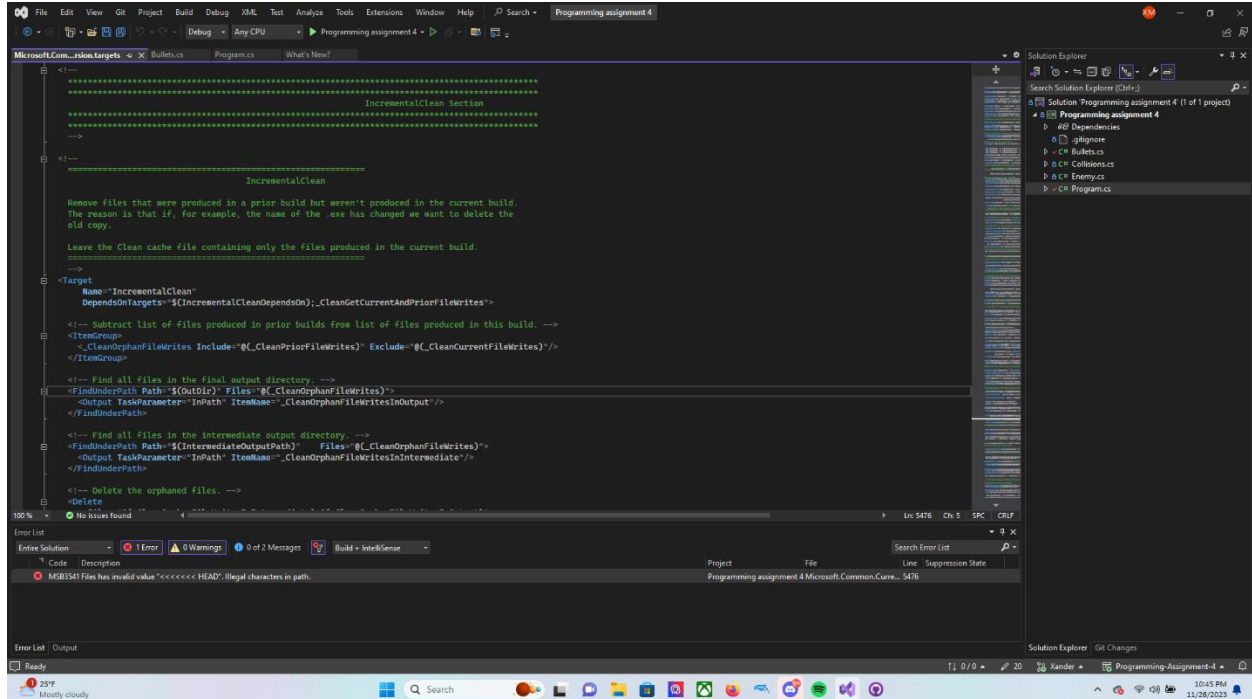 File Edit View Git Project Build Debug XML Test Analyze Tools Extensions Window Help Search Programming assignment 4 KM
Debug Any CPU Programming assignment 4
Microsoft.Com...rsion.targets Bullets.cs Program.cs What's New?
<!--
********************************************************************************************
********************************************************************************************
IncrementalClean Section
********************************************************************************************
********************************************************************************************
-->
<!--
============================================================
IncrementalClean
Remove files that were produced in a prior build but weren't produced in the current build.
The reason is that if, for example, the name of the .exe has changed we want to delete the
old copy.
Leave the Clean cache file containing only the files produced in the current build.
============================================================
-->
<Target
Name="IncrementalClean"
DependsOnTargets="$(IncrementalCleanDependsOn);_CleanGetCurrentAndPriorFileWrites">
<!-- Subtract list of files produced in prior builds from list of files produced in this build. -->
<ItemGroup>
<_CleanOrphanFileWrites Include="@(_CleanPriorFileWrites)" Exclude="@(_CleanCurrentFileWrites)"/>
</ItemGroup>
<!-- Find all files in the final output directory. -->
<FindUnderPath Path="$(OutDir)" Files="@(_CleanOrphanFileWrites)">
<Output TaskParameter="InPath" ItemName="_CleanOrphanFileWritesInOutput"/>
</FindUnderPath>
<!-- Find all files in the intermediate output directory. -->
<FindUnderPath Path="$(IntermediateOutputPath)" Files="@(_CleanOrphanFileWrites)">
<Output TaskParameter="InPath" ItemName="_CleanOrphanFileWritesInIntermediate"/>
</FindUnderPath>
<!-- Delete the orphaned files. -->
<Delete
100 % No issues found Ln: 5476 Ch: 5 SPC CRLF
Error List
Entire Solution 1 Error 0 Warnings 0 of 2 Messages Build + IntelliSense Search Error List
Code Description Project File Line Suppression State
MSB3541 Files has invalid value "<<<<<<< HEAD". Illegal characters in path. Programming assignment 4 Microsoft.Common.Curre... 5476
Error List Output
Solution Explorer
Search Solution Explorer (Ctrl+;)
Solution 'Programming assignment 4' (1 of 1 project)
Programming assignment 4
Dependencies
.gitignore
C# Bullets.cs
C# Collisions.cs
C# Enemy.cs
C# Program.cs
Solution Explorer Git Changes
Ready 0 / 0 20 Xander Programming-Assignment-4
25°F
Mostly cloudy
Search
10:45 PM
11/28/2023